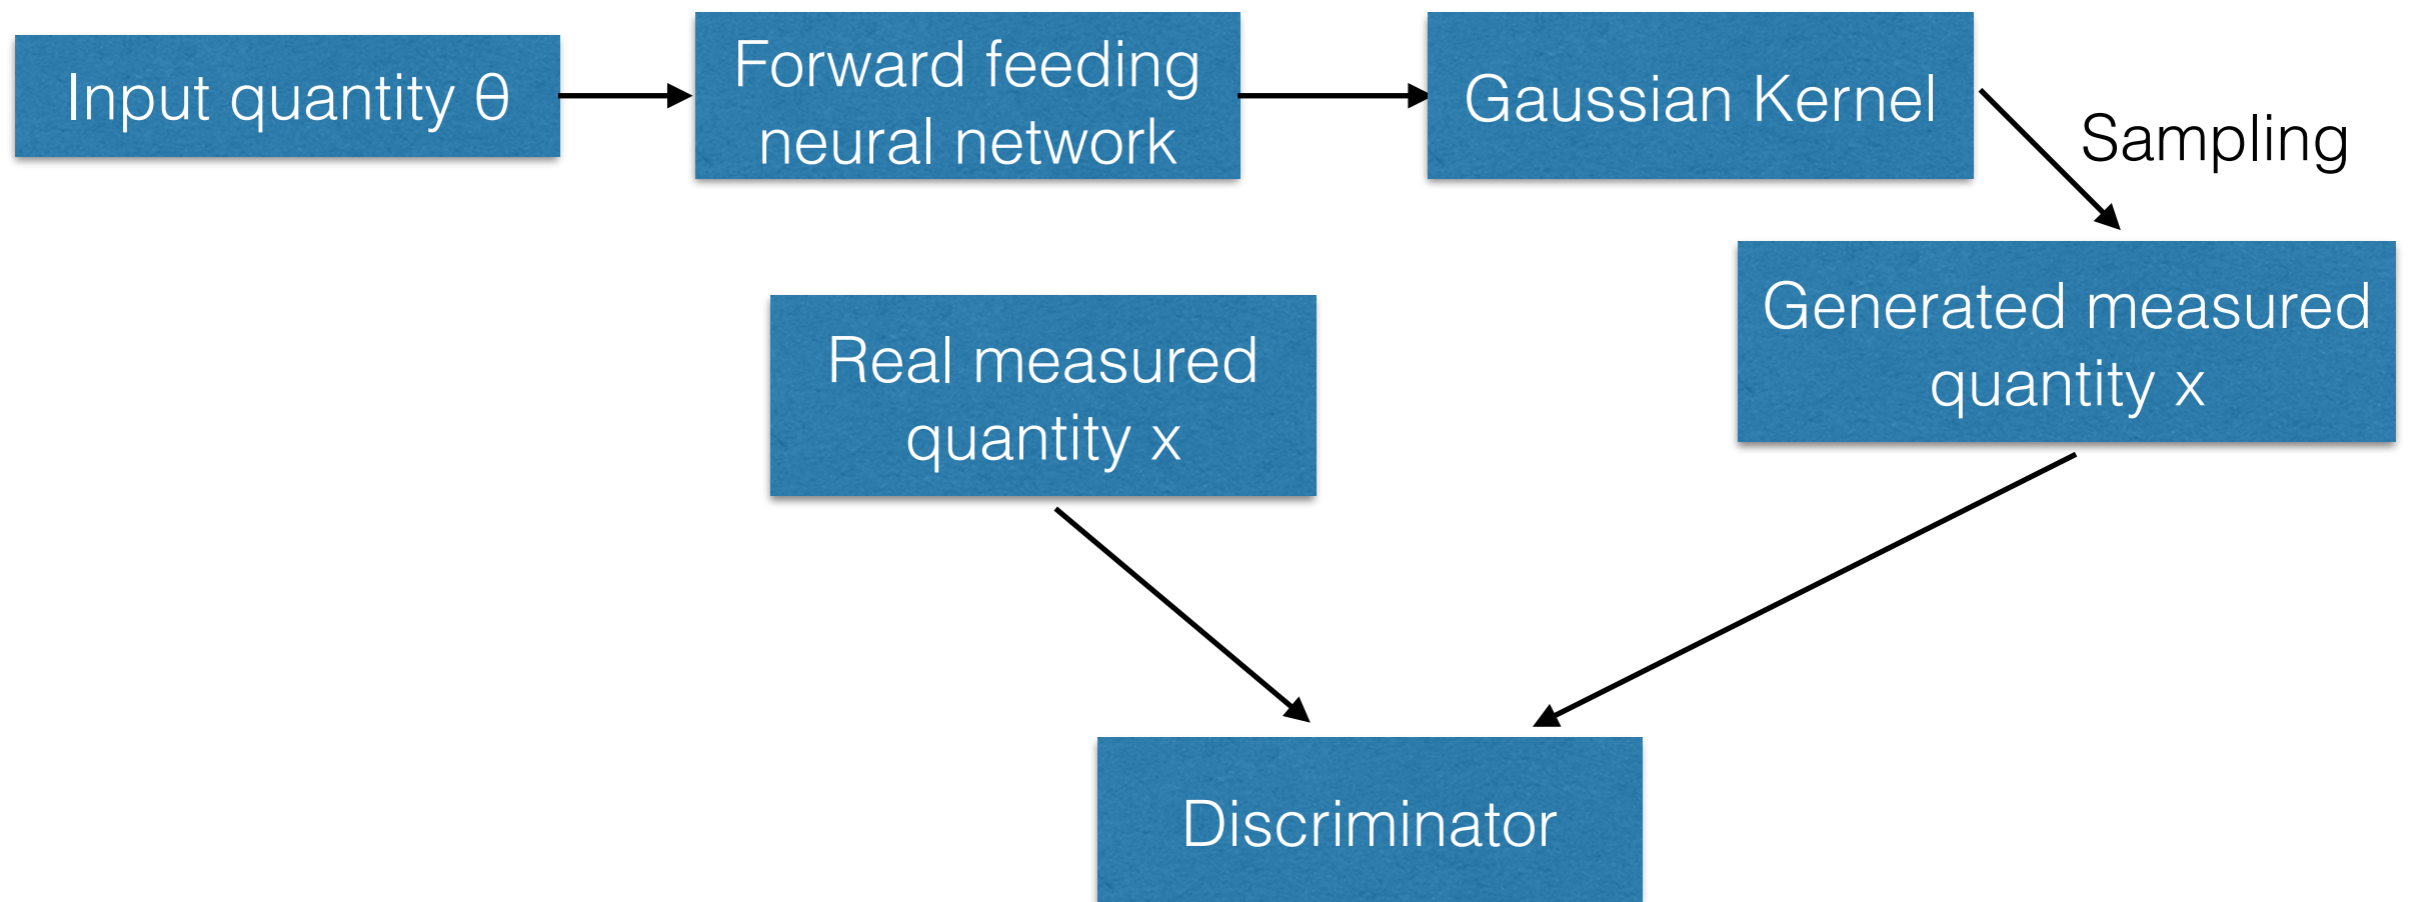 Input quantity θ
Forward feeding
neural network
Gaussian Kernel
Sampling
Real measured
quantity x
Generated measured
quantity x
Discriminator